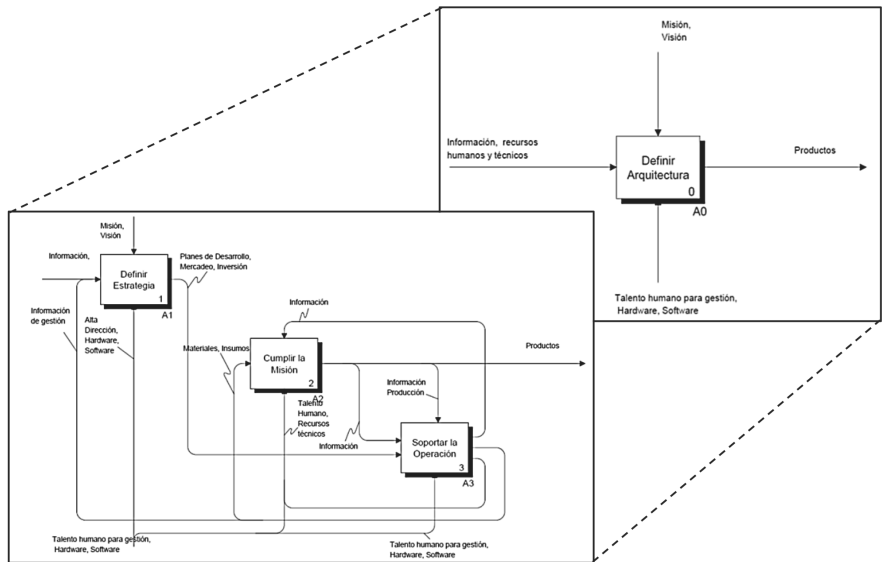 Misión,
Visión
Información, recursos
humanos y técnicos
Productos
Definir
Arquitectura
0
A0
Talento humano para gestión,
Hardware, Software
Misión,
Visión
Información,
Planes de Desarrollo,
Mercadeo, Inversión
Definir
Estrategia
1
A1
Información
de gestión
Alta
Dirección,
Hardware,
Software
Información
Materiales, Insumos
Cumplir la
Misión
2
A2
Productos
Información
Producción
Talento
Humano,
Recursos
técnicos
Información
Soportar la
Operación
3
A3
Talento humano para gestión,
Hardware, Software
Talento humano para gestión,
Hardware, Software